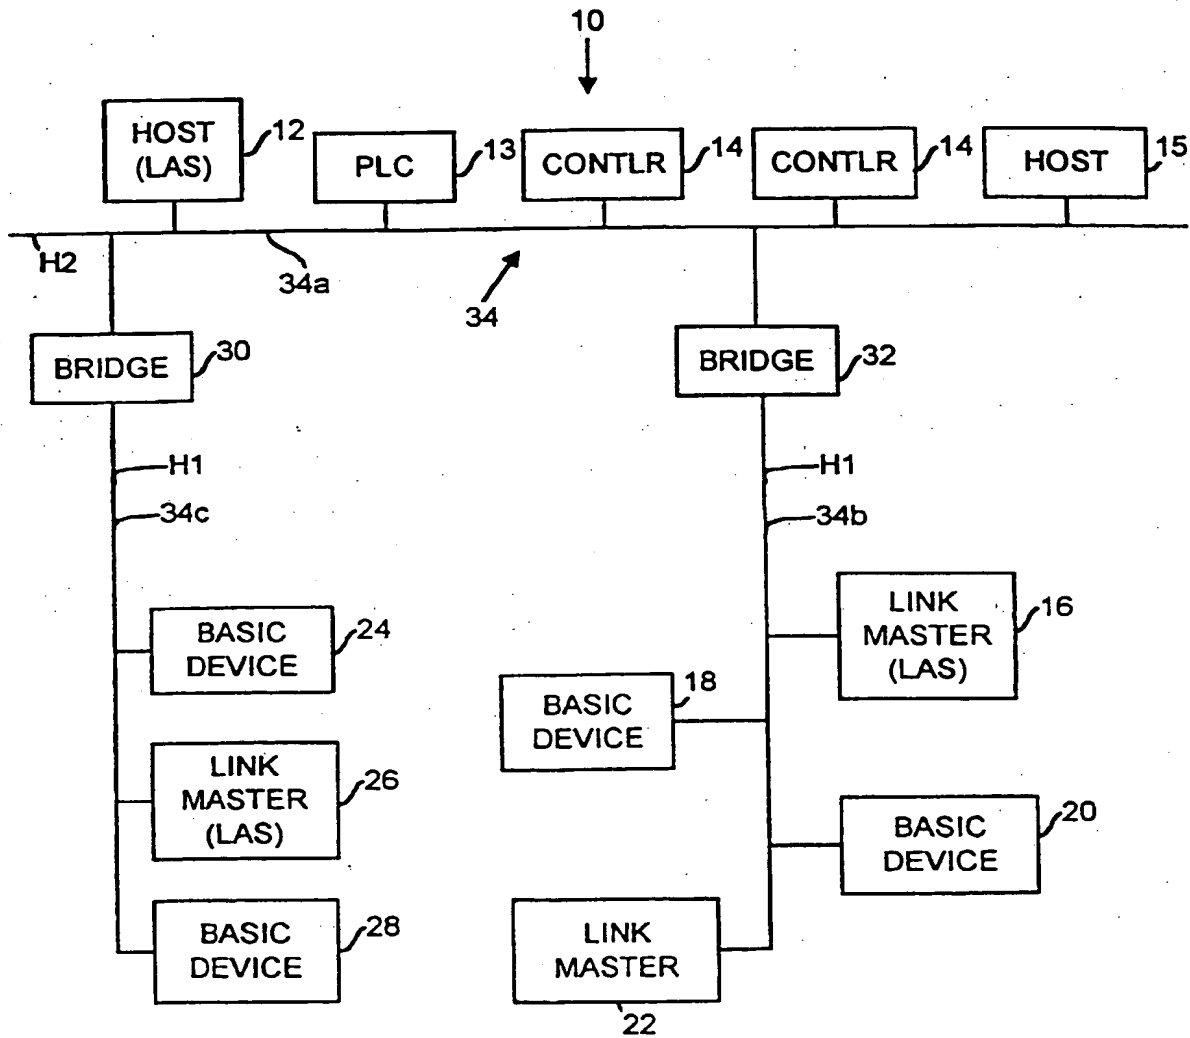 10
HOST
(LAS)
12
PLC
13
CONTLR
14
CONTLR
14
HOST
15
H2
34a
34
BRIDGE
30
BRIDGE
32
H1
34c
H1
34b
BASIC
DEVICE
24
LINK
MASTER
(LAS)
26
BASIC
DEVICE
28
LINK
MASTER
(LAS)
16
BASIC
DEVICE
18
BASIC
DEVICE
20
LINK
MASTER
22